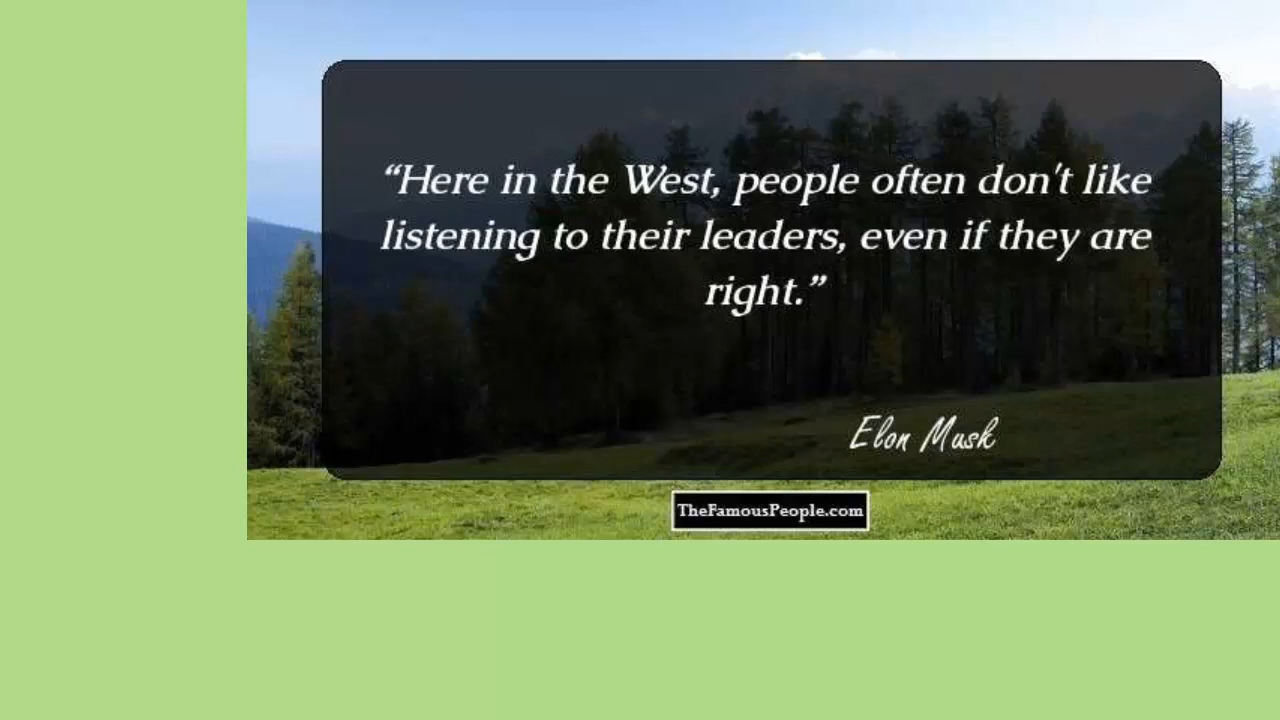 “Here in the West, people often don't like
listening to their leaders, even if they are
right.”
Elon Musk
TheFamousPeople.com